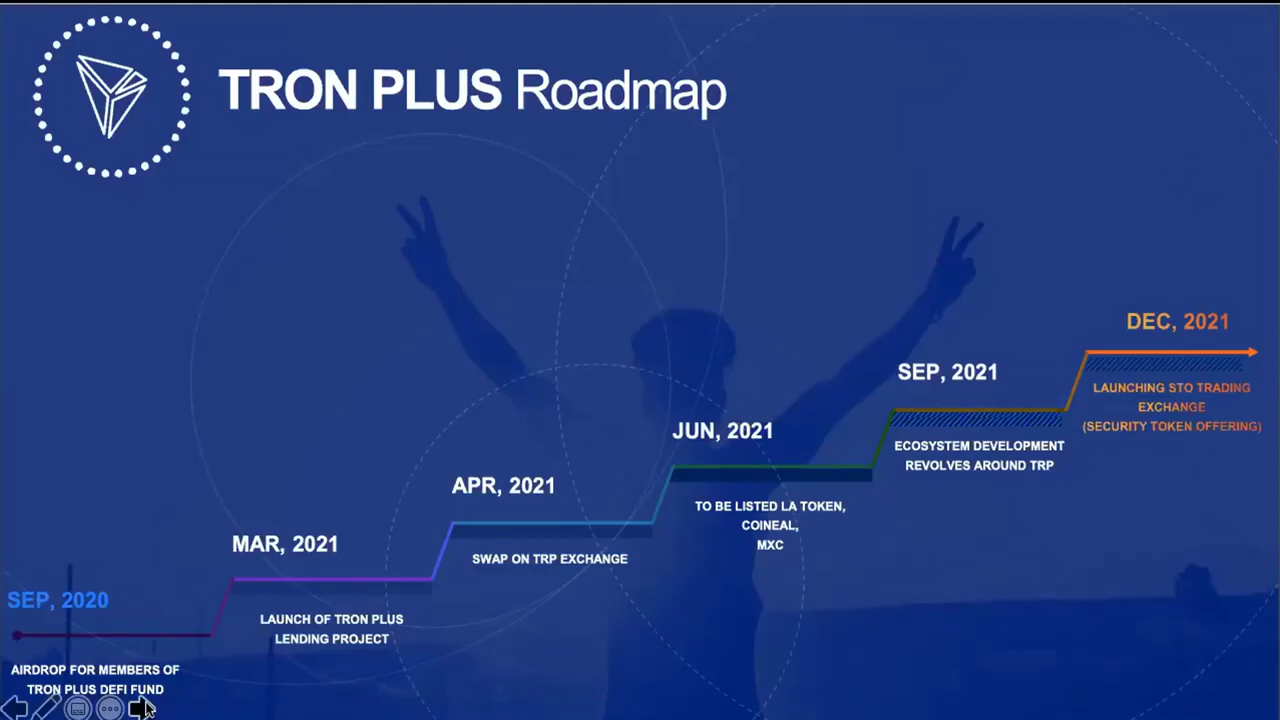 TRON PLUS Roadmap
SEP, 2020
AIRDROP FOR MEMBERS OF
TRON PLUS DEFI FUND
MAR, 2021
LAUNCH OF TRON PLUS
LENDING PROJECT
APR, 2021
SWAP ON TRP EXCHANGE
JUN, 2021
TO BE LISTED LA TOKEN,
COINEAL,
MXC
SEP, 2021
ECOSYSTEM DEVELOPMENT
REVOLVES AROUND TRP
DEC, 2021
LAUNCHING STO TRADING
EXCHANGE
(SECURITY TOKEN OFFERING)